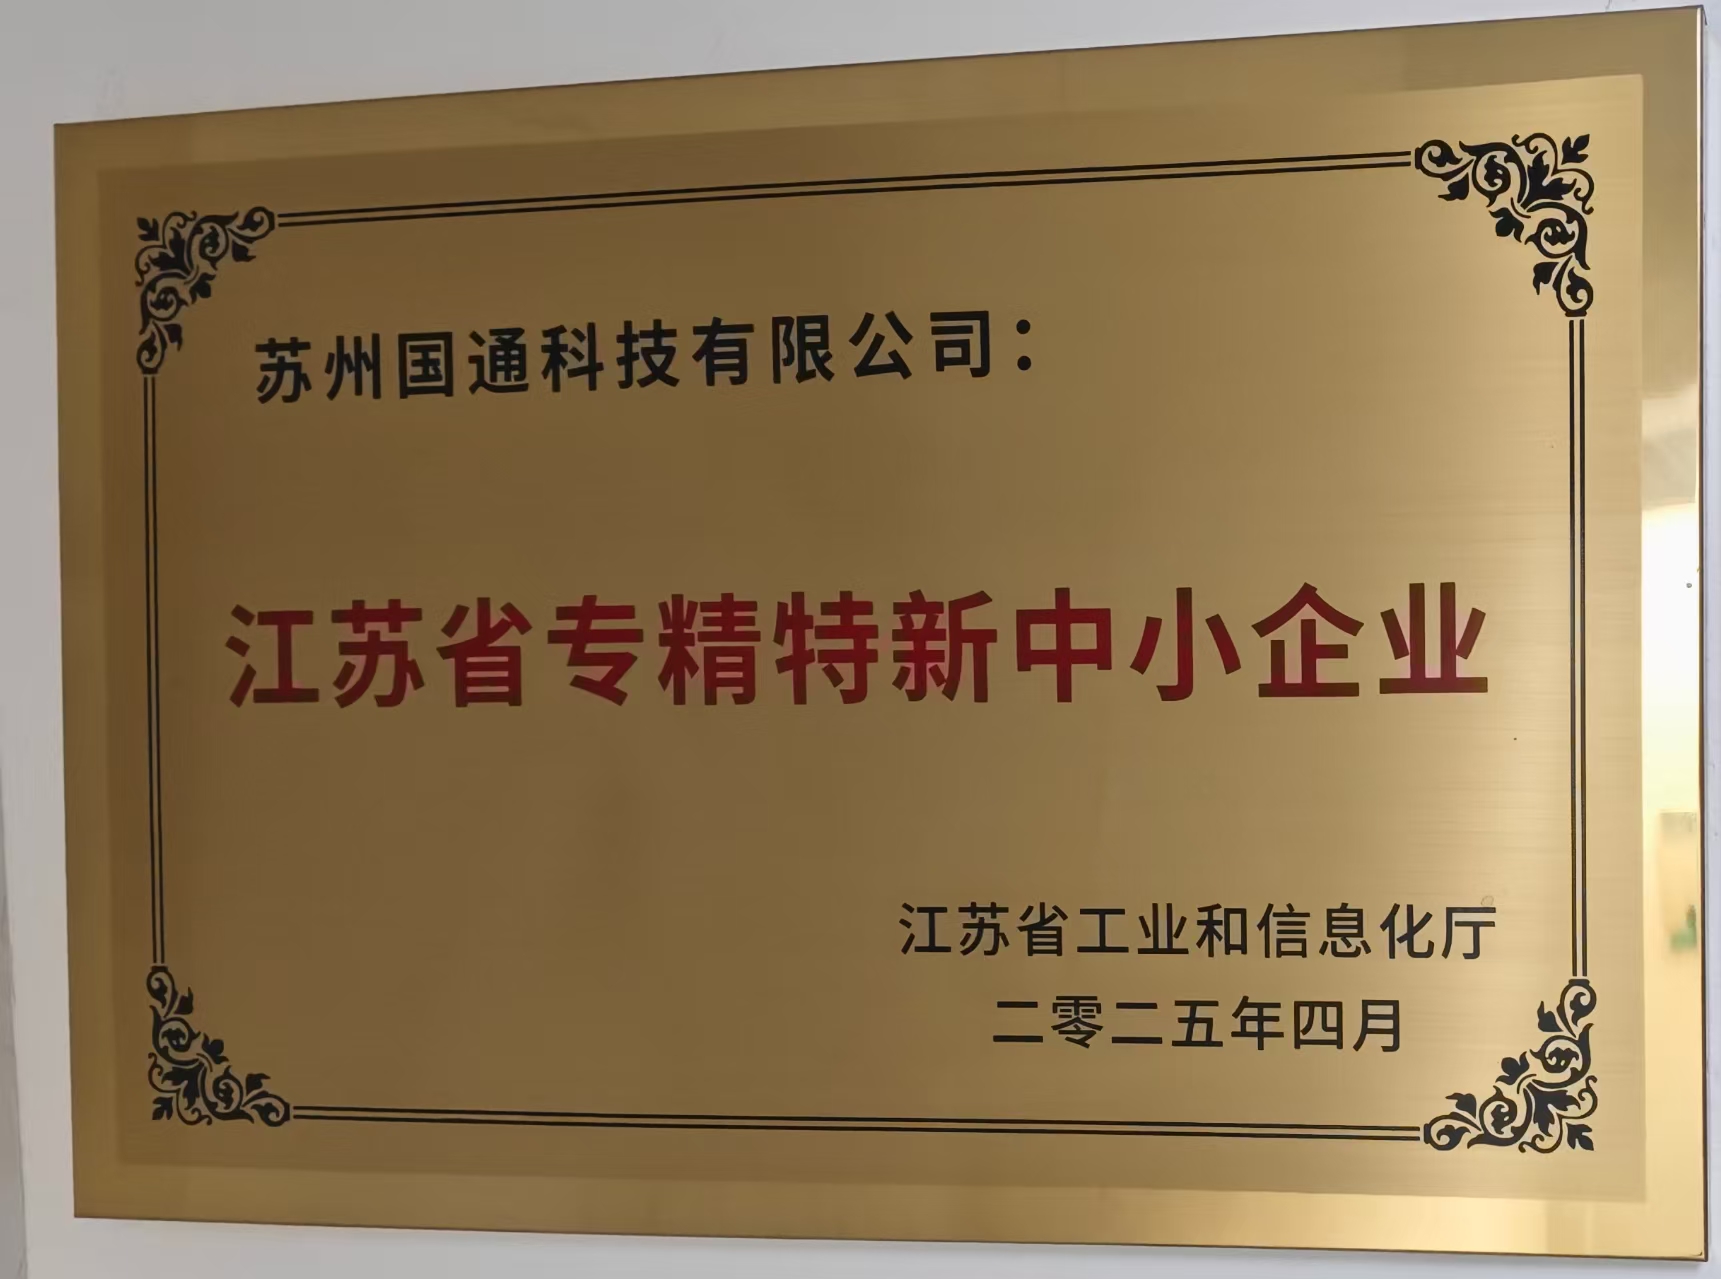 苏州国通科技有限公司：
江苏省专精特新中小企业
江苏省工业和信息化厅
二零二五年四月